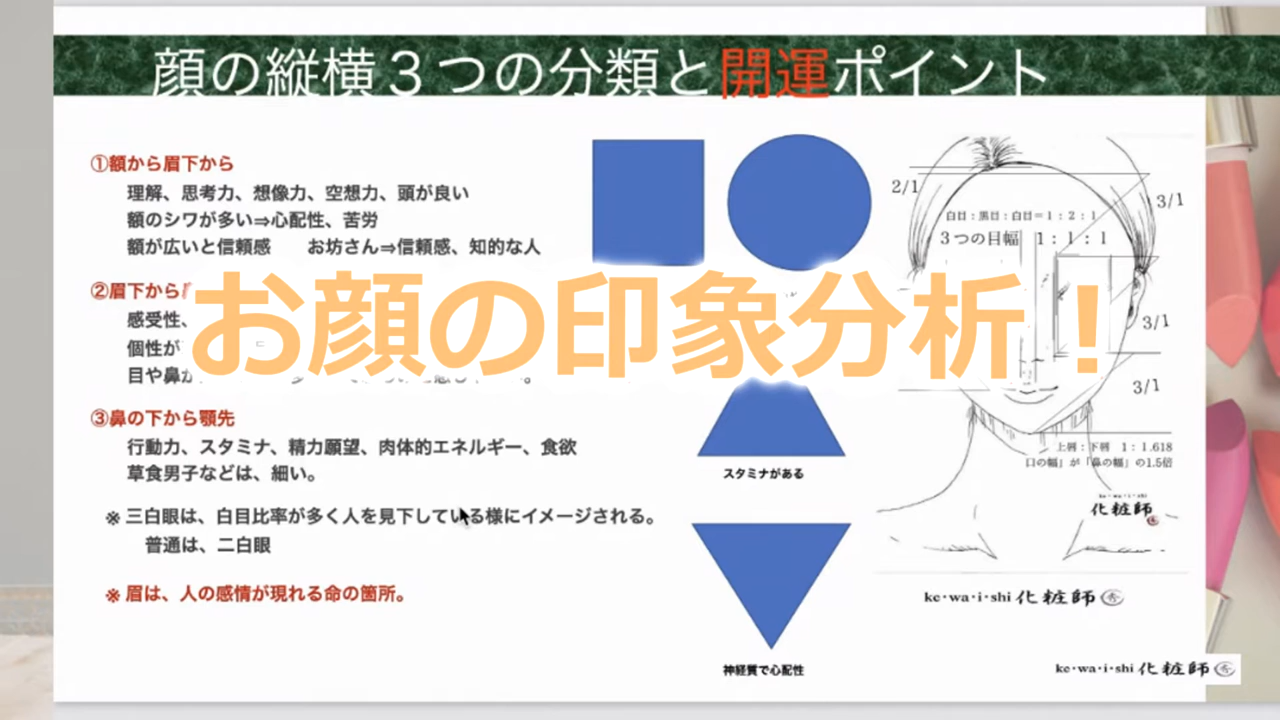 顔の縦横３つの分類と開運ポイント
①額から眉下から
理解、思考力、想像力、空想力、頭が良い
額のシワが多い⇒心配性、苦労
額が広いと信頼感　　お坊さん⇒信頼感、知的な人
②眉下から
感受性、
個性が
目や鼻が
お顔の印象分析！
③鼻の下から顎先
行動力、スタミナ、精力願望、肉体的エネルギー、食欲
草食男子などは、細い。
※ 三白眼は、白目比率が多く人を見下している様にイメージされる。
普通は、二白眼
※ 眉は、人の感情が現れる命の箇所。
スタミナがある
神経質で心配性
2/1
3/1
白目：黒目：白目＝1：2：1
３つの目幅　1：1：1
3/1
3/1
上唇：下唇　1：1.618
口の幅」が「鼻の幅」の1.5倍
ke・wa・i・shi
化粧師
ke・wa・i・shi 化粧師
ke・wa・i・shi 化粧師